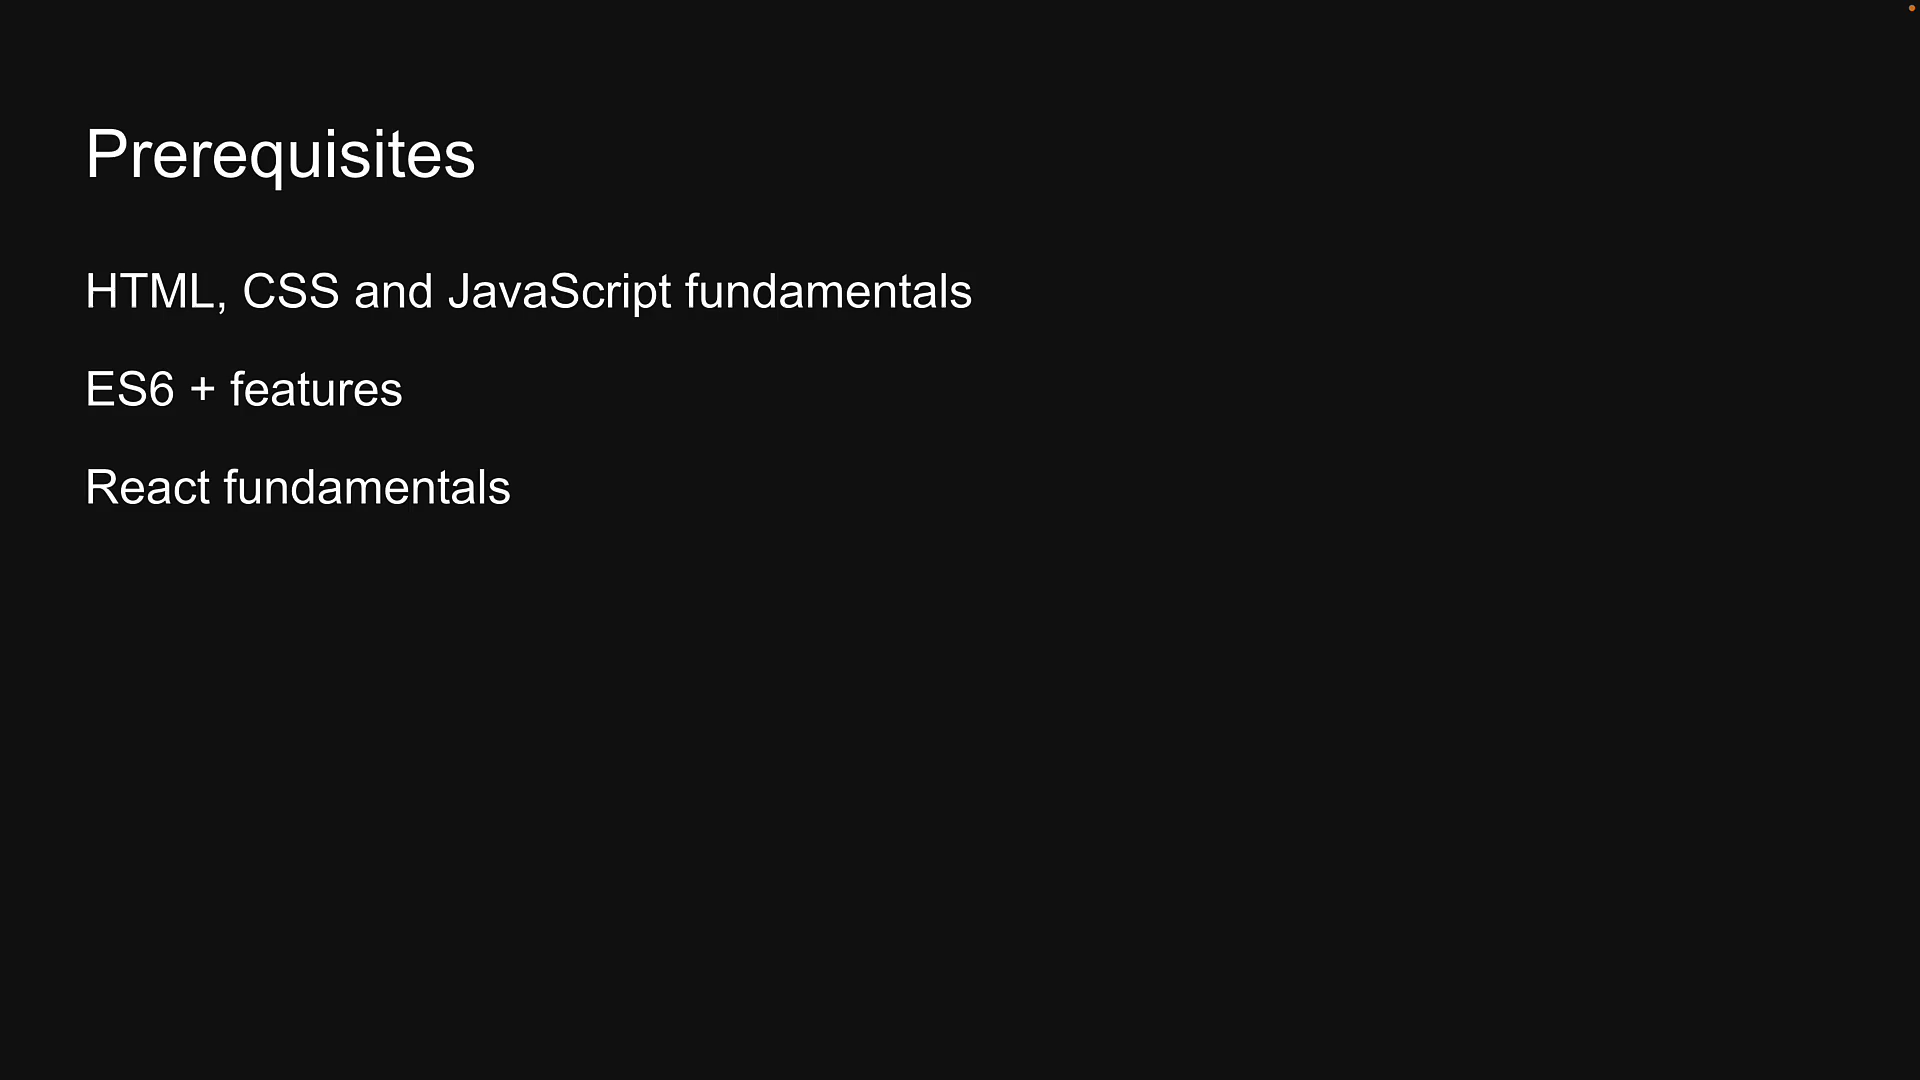 Prerequisites
HTML, CSS and JavaScript fundamentals
ES6 + features
React fundamentals